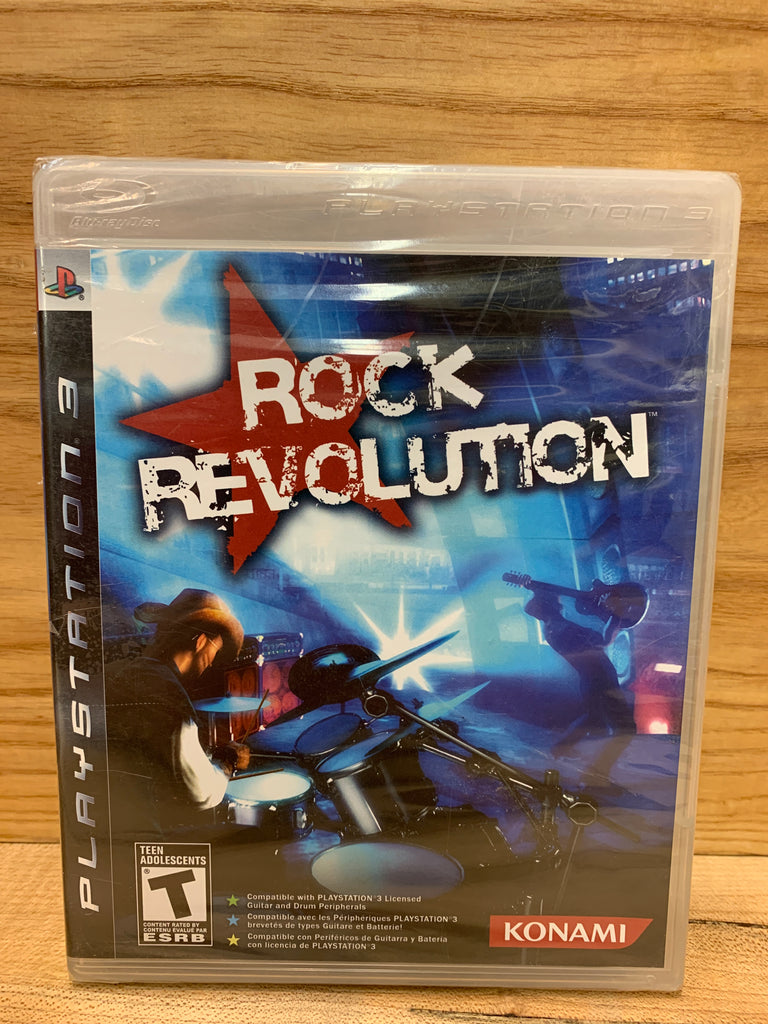 Blu-ray Disc
PLAYSTATION 3
PLAYSTATION 3
ROCK
REVOLUTION™
TEEN
ADOLESCENTS
T
®
CONTENT RATED BY
CONTENU ÉVALUÉ PAR
ESRB
Compatible with PLAYSTATION®3 Licensed
Guitar and Drum Peripherals
Compatible avec les Périphériques PLAYSTATION®3
brevetés de types Guitare et Batterie!
Compatible con Periféricos de Guitarra y Batería
con licencia de PLAYSTATION®3
KONAMI